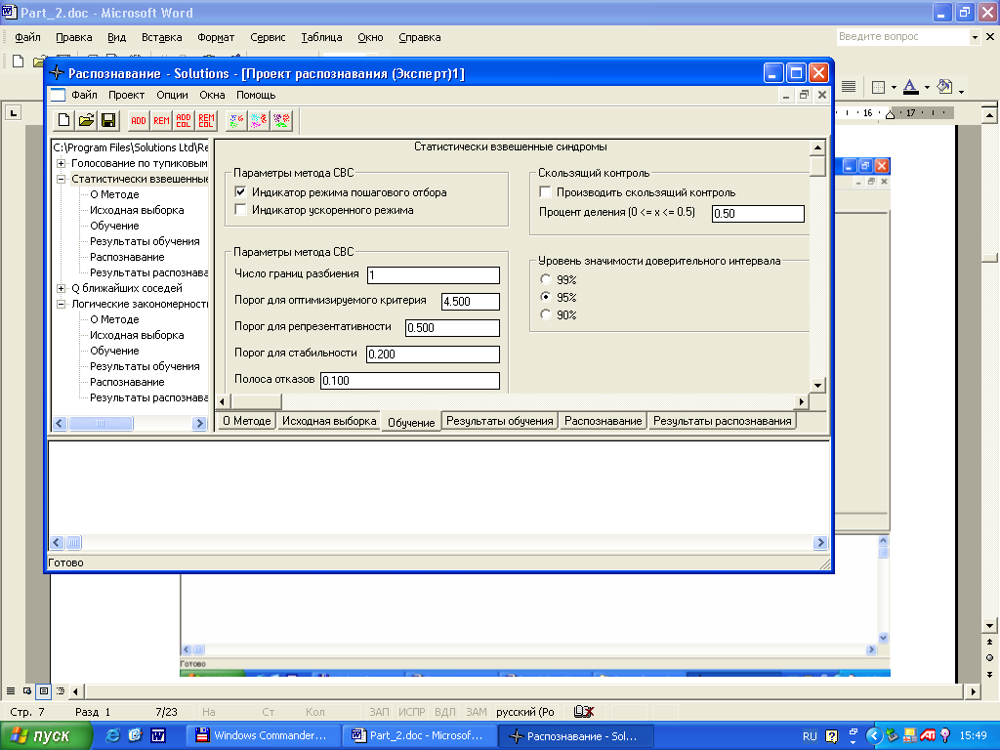 Part_2.doc - Microsoft Word
Файл Правка Вид Вставка Формат Сервис Таблица Окно Справка
Введите вопрос
Распознавание - Solutions - [Проект распознавания (Эксперт)1]
Файл Проект Опции Окна Помощь
ADD REM ADD COL REM COL
16 17
C:\Program Files\Solutions Ltd\Re
Голосование по тупиковым
Статистически взвешенные
О Методе
Исходная выборка
Обучение
Результаты обучения
Распознавание
Результаты распознава
Q ближайших соседей
Логические закономерност
О Методе
Исходная выборка
Обучение
Результаты обучения
Распознавание
Результаты распознава
Статистически взвешенные синдромы
Параметры метода СВС
Индикатор режима пошагового отбора
Индикатор ускоренного режима
Скользящий контроль
Производить скользящий контроль
Процент деления (0 <= x <= 0.5) 0.50
Параметры метода СВС
Число границ разбиения 1
Порог для оптимизируемого критерия 4.500
Порог для репрезентативности 0.500
Порог для стабильности 0.200
Полоса отказов 0.100
Уровень значимости доверительного интервала
99%
95%
90%
О Методе Исходная выборка Обучение Результаты обучения Распознавание Результаты распознавания
Готово
Готово
Стр. 7 Разд 1 7/23 На Ст Кол ЗАП ИСПР ВДЛ ЗАМ русский (Ро
пуск Windows Commander... Part_2.doc - Microsof... Распознавание - Sol... RU 15:49